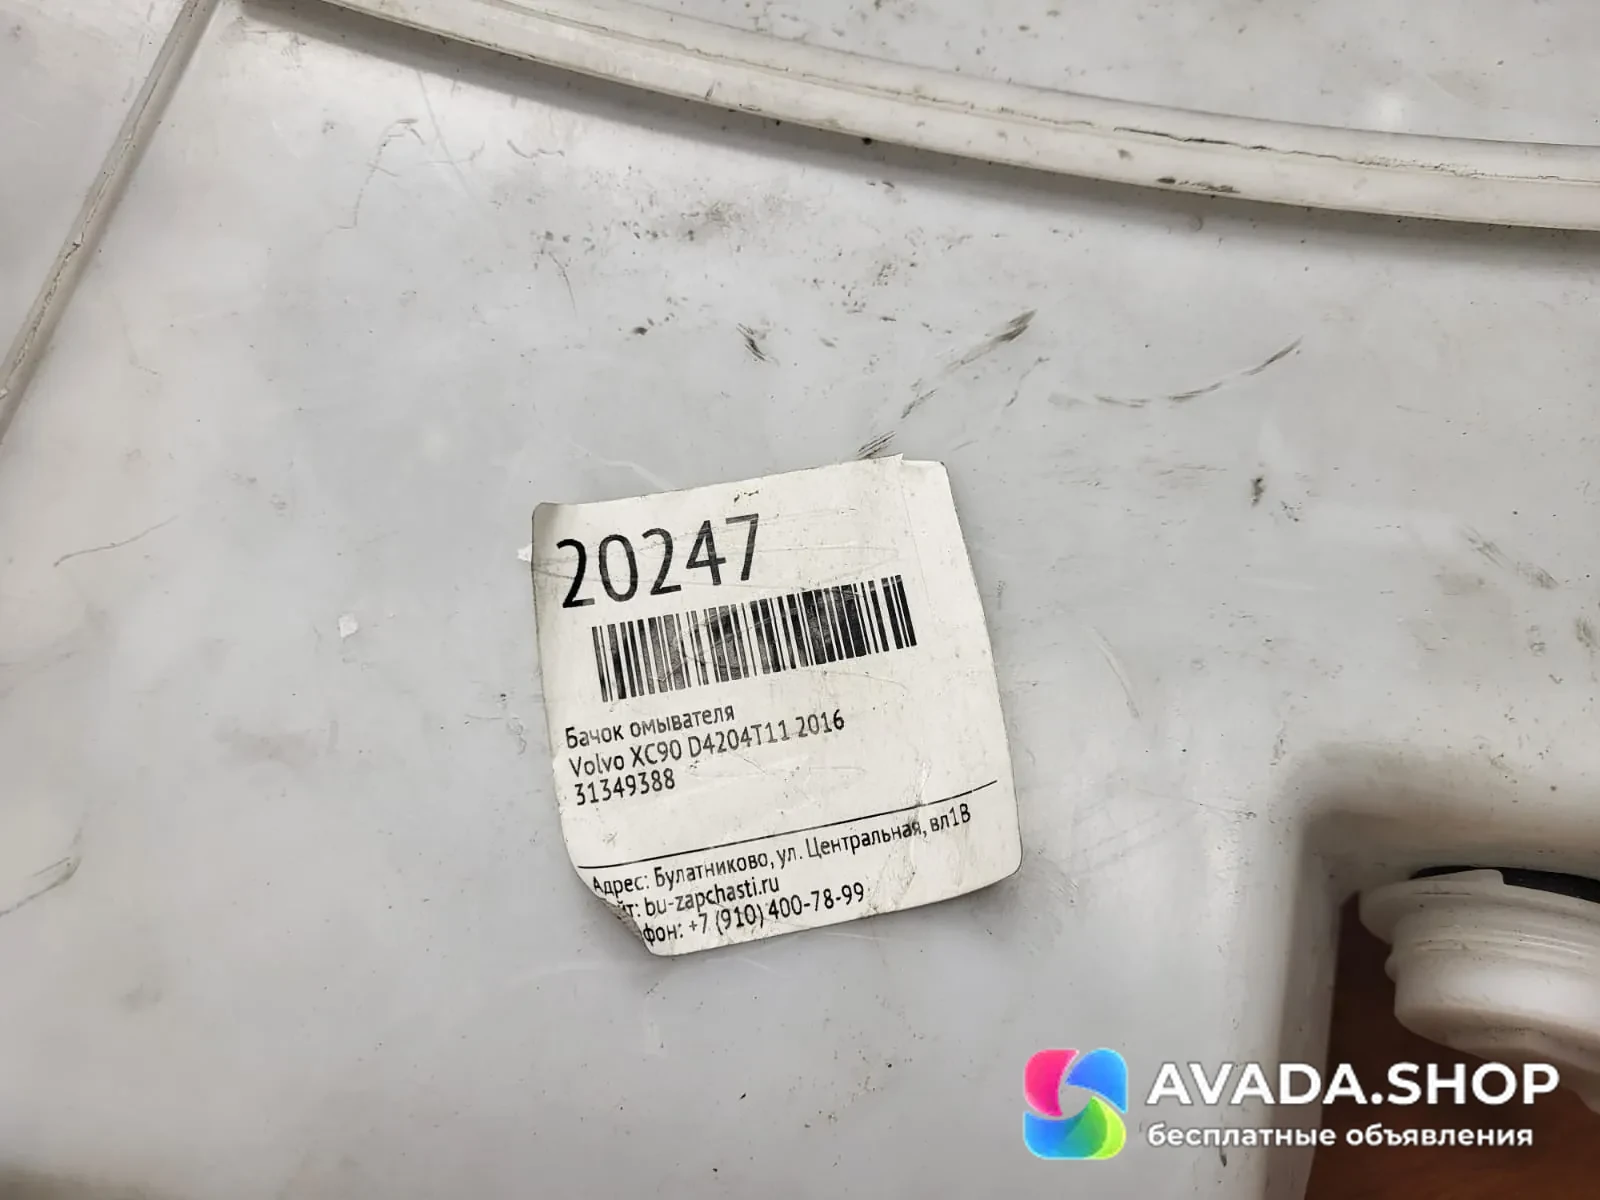 20247
Бачок омывателя
Volvo XC90 D4204T11 2016
31349388
Адрес: Булатниково, ул. Центральная, вл1В
йт: bu-zapchasti.ru
фон: +7 (910) 400-78-99
AVADA.SHOP
бесплатные объявления